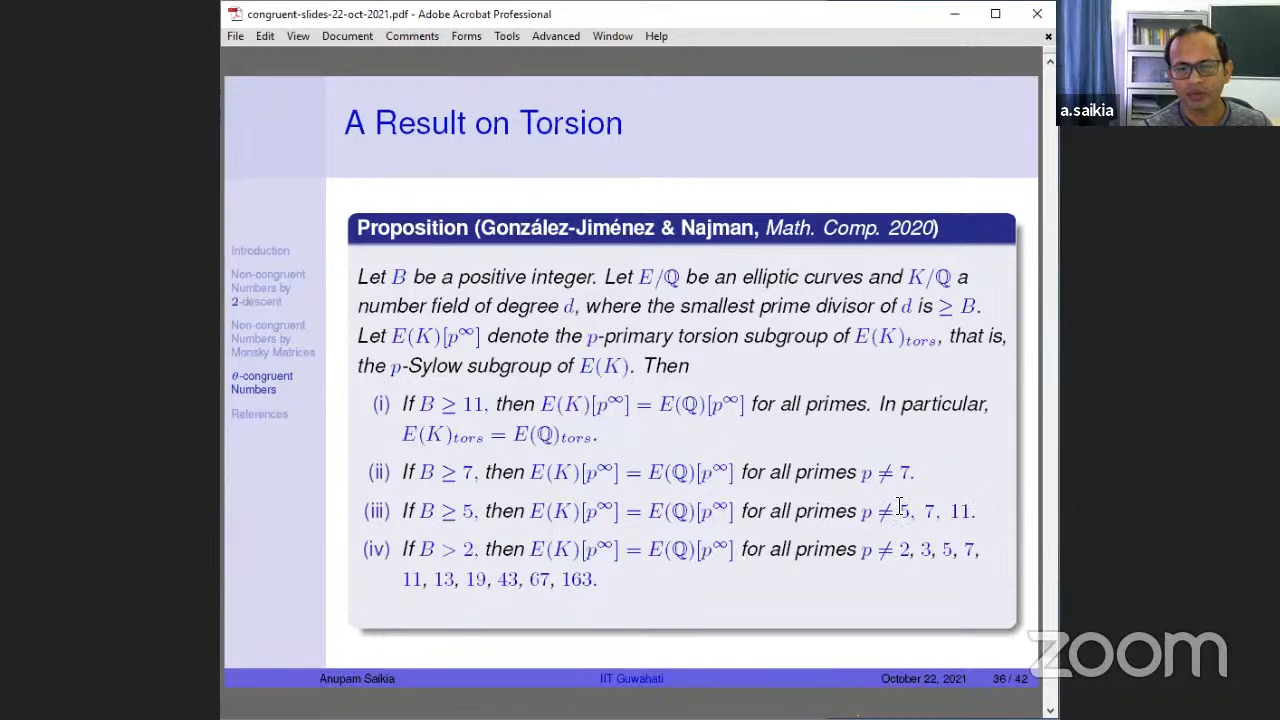 congruent-slides-22-oct-2021.pdf - Adobe Acrobat Professional
File Edit View Document Comments Forms Tools Advanced Window Help
a.saikia
A Result on Torsion
Introduction
Non-congruent
Numbers by
2-descent
Non-congruent
Numbers by
Monsky Matrices
θ-congruent
Numbers
References
Proposition (González-Jiménez & Najman, Math. Comp. 2020)
Let B be a positive integer. Let E/ℚ be an elliptic curves and K/ℚ a
number field of degree d, where the smallest prime divisor of d is ≥ B.
Let E(K)[p^∞] denote the p-primary torsion subgroup of E(K)_{tors}, that is,
the p-Sylow subgroup of E(K). Then
(i) If B ≥ 11, then E(K)[p^∞] = E(ℚ)[p^∞] for all primes. In particular,
E(K)_{tors} = E(ℚ)_{tors}.
(ii) If B ≥ 7, then E(K)[p^∞] = E(ℚ)[p^∞] for all primes p ≠ 7.
(iii) If B ≥ 5, then E(K)[p^∞] = E(ℚ)[p^∞] for all primes p ≠ 5, 7, 11.
(iv) If B > 2, then E(K)[p^∞] = E(ℚ)[p^∞] for all primes p ≠ 2, 3, 5, 7,
11, 13, 19, 43, 67, 163.
zoom
Anupam Saikia IIT Guwahati October 22, 2021 36 / 42